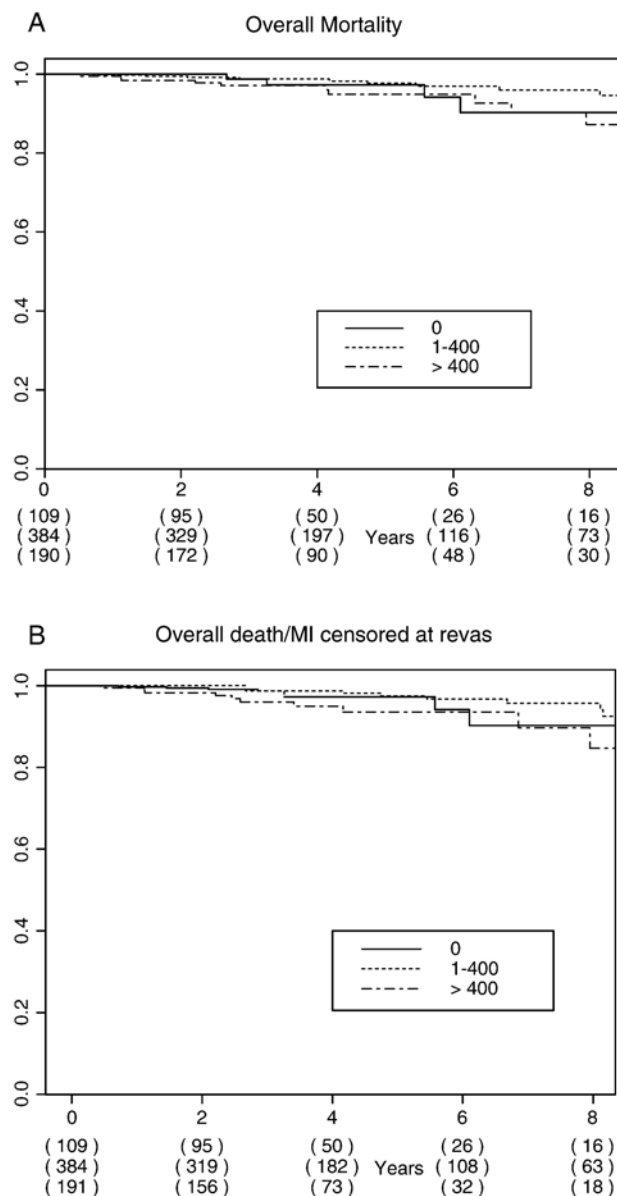 A
Overall Mortality
1.0
0.8
0.6
0.4
0.2
0.0
0
1-400
> 400
0 2 4 6 8
( 109 ) ( 95 ) ( 50 ) ( 26 ) ( 16 )
( 384 ) ( 329 ) ( 197 ) Years ( 116 ) ( 73 )
( 190 ) ( 172 ) ( 90 ) ( 48 ) ( 30 )
B
Overall death/MI censored at revas
1.0
0.8
0.6
0.4
0.2
0.0
0
1-400
> 400
0 2 4 6 8
( 109 ) ( 95 ) ( 50 ) ( 26 ) ( 16 )
( 384 ) ( 319 ) ( 182 ) Years ( 108 ) ( 63 )
( 191 ) ( 156 ) ( 73 ) ( 32 ) ( 18 )